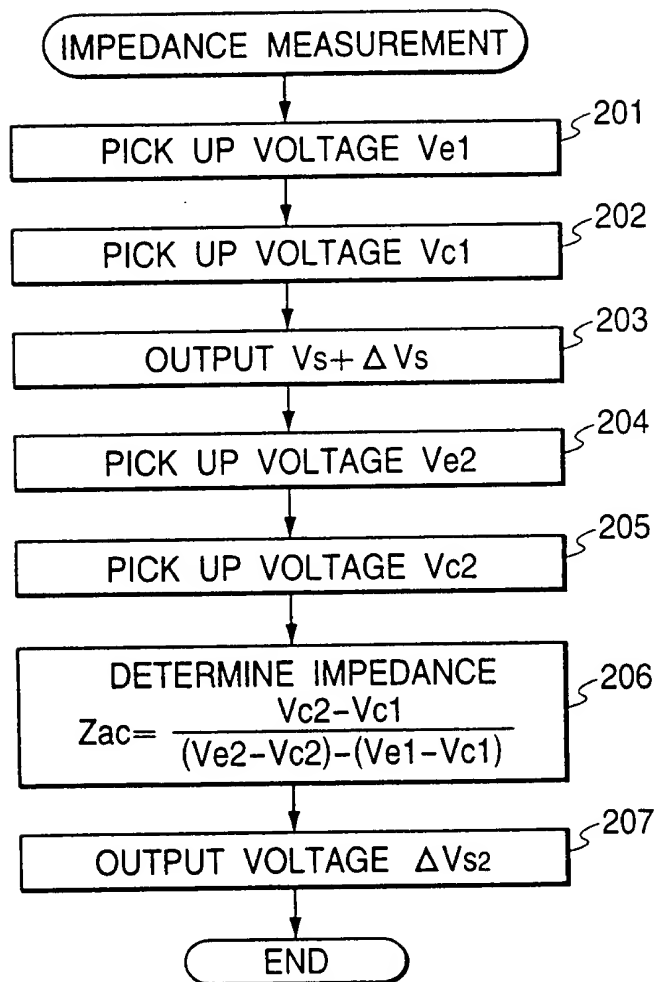 IMPEDANCE MEASUREMENT
201
PICK UP VOLTAGE Ve1
202
PICK UP VOLTAGE Vc1
203
OUTPUT Vs+ΔVs
204
PICK UP VOLTAGE Ve2
205
PICK UP VOLTAGE Vc2
206
DETERMINE IMPEDANCE
Vc2-Vc1
Zac=
(Ve2-Vc2)-(Ve1-Vc1)
207
OUTPUT VOLTAGE ΔVs2
END